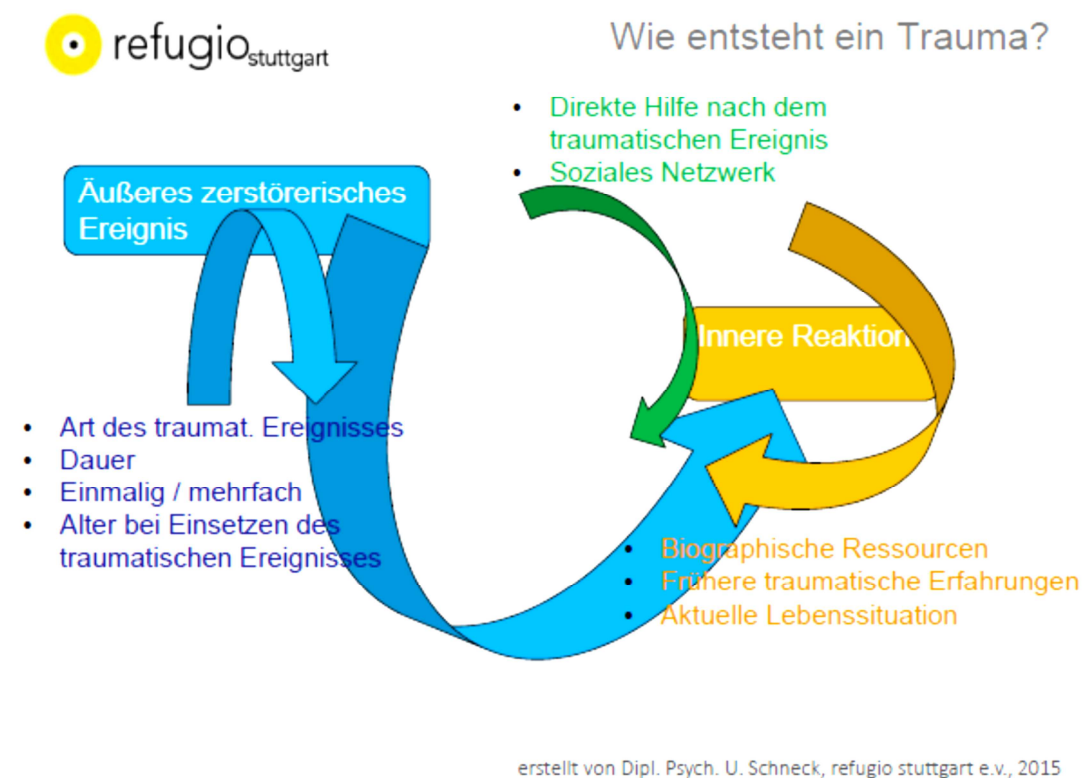 refugio stuttgart
Wie entsteht ein Trauma?
• Direkte Hilfe nach dem
traumatischen Ereignis
• Soziales Netzwerk
Äußeres zerstörerisches
Ereignis
Innere Reaktion
• Art des traumat. Ereignisses
• Dauer
• Einmalig / mehrfach
• Alter bei Einsetzen des
traumatischen Ereignisses
• Biographische Ressourcen
• Frühere traumatische Erfahrungen
• Aktuelle Lebenssituation
erstellt von Dipl. Psych. U. Schneck, refugio stuttgart e.v., 2015